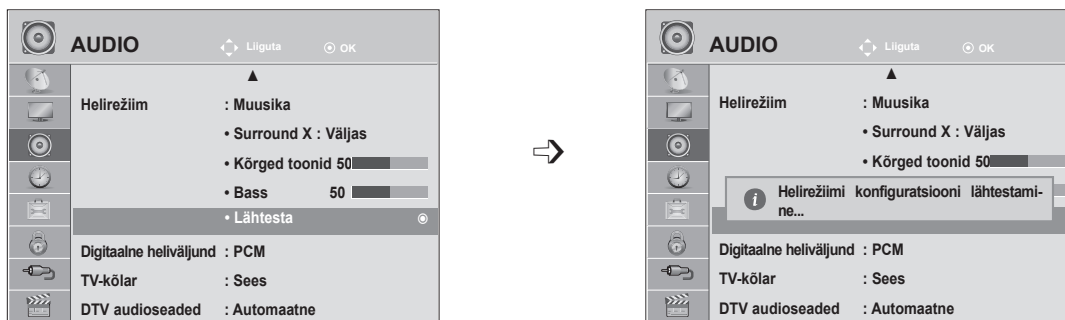 AUDIO Liiguta OK
▲
Helirežiim : Muusika
• Surround X : Väljas
• Kõrged toonid 50
• Bass 50
• Lähtesta
Digitaalne heliväljund : PCM
TV-kõlar : Sees
DTV audioseaded : Automaatne
AUDIO Liiguta OK
▲
Helirežiim : Muusika
• Surround X : Väljas
• Kõrged toonid 50
i Helirežiimi konfiguratsiooni lähtestami-
ne...
Digitaalne heliväljund : PCM
TV-kõlar : Sees
DTV audioseaded : Automaatne